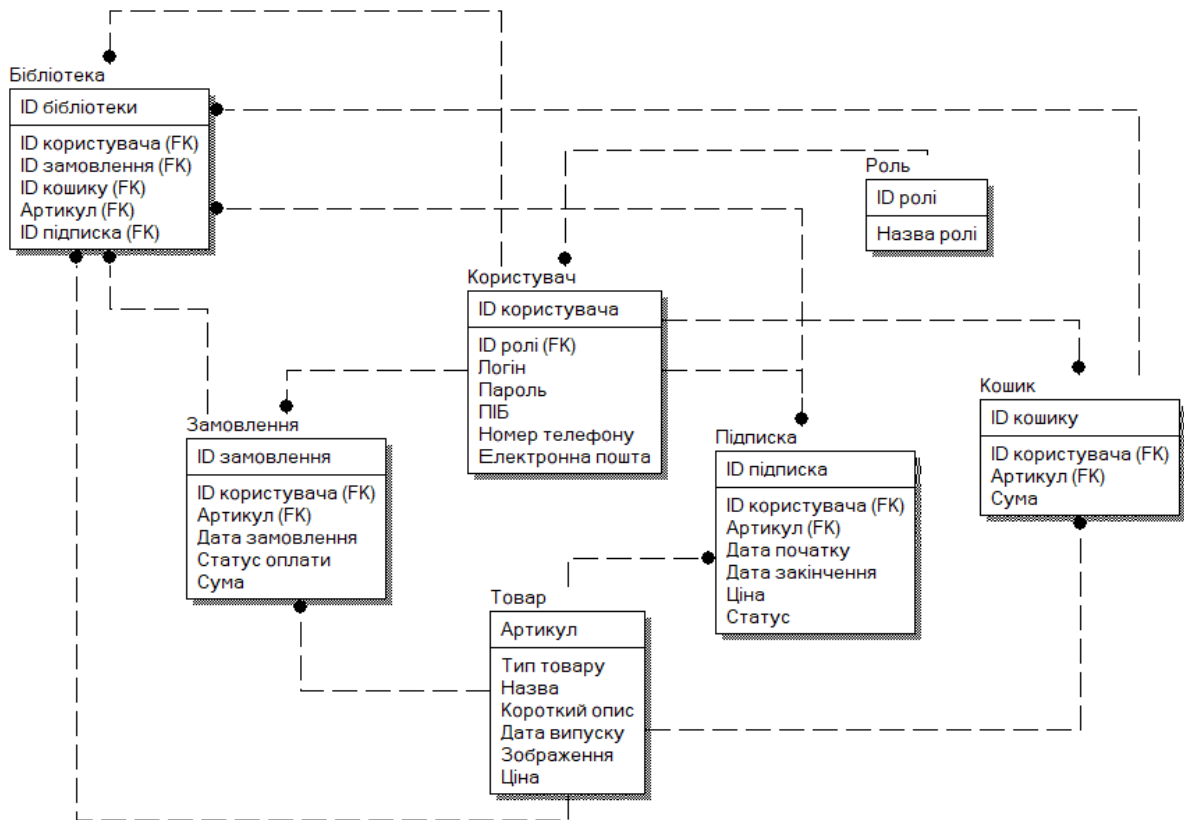 Бібліотека
ID бібліотеки
ID користувача (FK)
ID замовлення (FK)
ID кошику (FK)
Артикул (FK)
ID підписка (FK)
Роль
ID ролі
Назва ролі
Користувач
ID користувача
ID ролі (FK)
Логін
Пароль
ПІБ
Номер телефону
Електронна пошта
Кошик
ID кошику
ID користувача (FK)
Артикул (FK)
Сума
Замовлення
ID замовлення
ID користувача (FK)
Артикул (FK)
Дата замовлення
Статус оплати
Сума
Підписка
ID підписка
ID користувача (FK)
Артикул (FK)
Дата початку
Дата закінчення
Ціна
Статус
Товар
Артикул
Тип товару
Назва
Короткий опис
Дата випуску
Зображення
Ціна